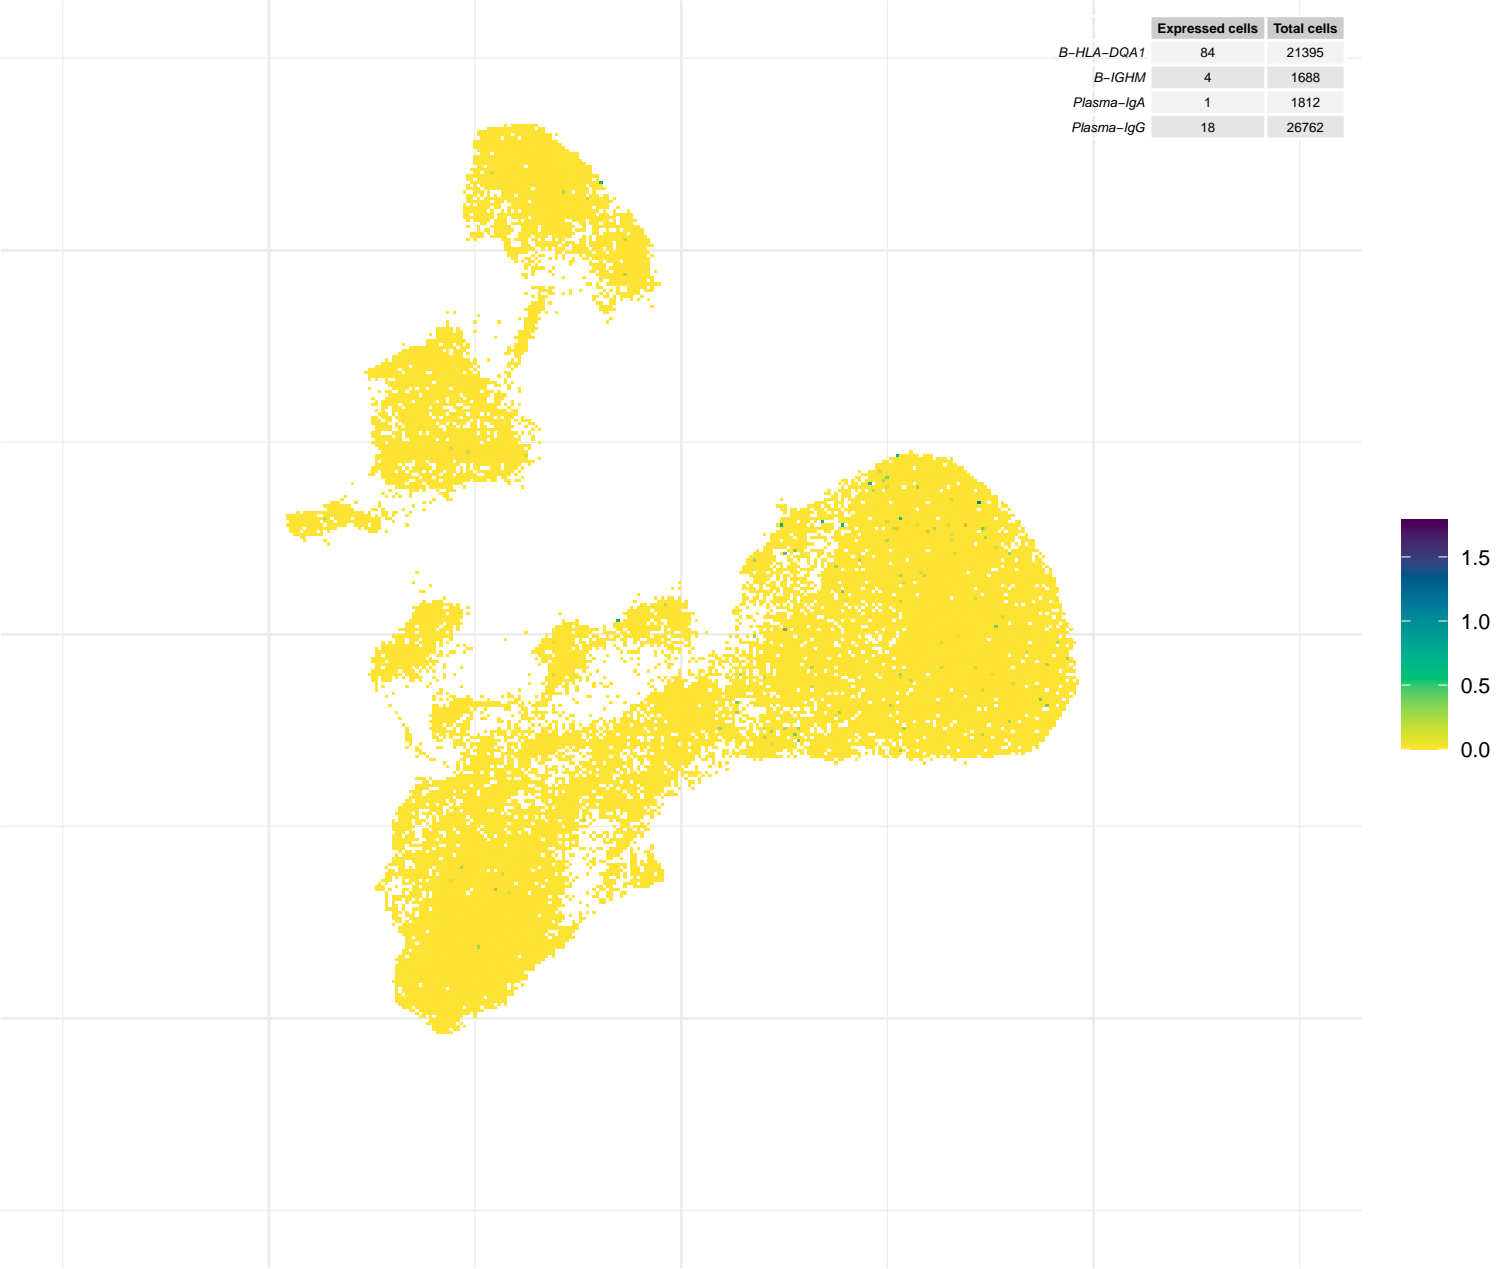 Expressed cells Total cells
B−HLA−DQA1 84 21395
B−IGHM 4 1688
Plasma−IgA 1 1812
Plasma−IgG 18 26762
1.5
1.0
0.5
0.0